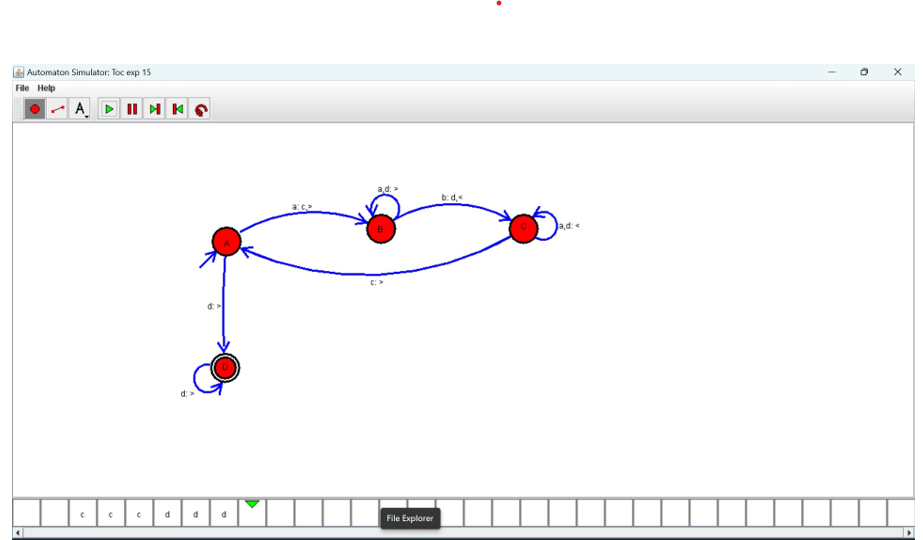 Automaton Simulator: Toc exp 15
File Help
A
a,d: >
a: c,>
b: d,<
B
C
a,d: <
A
c: >
d: >
D
d: >
c c c d d d
File Explorer